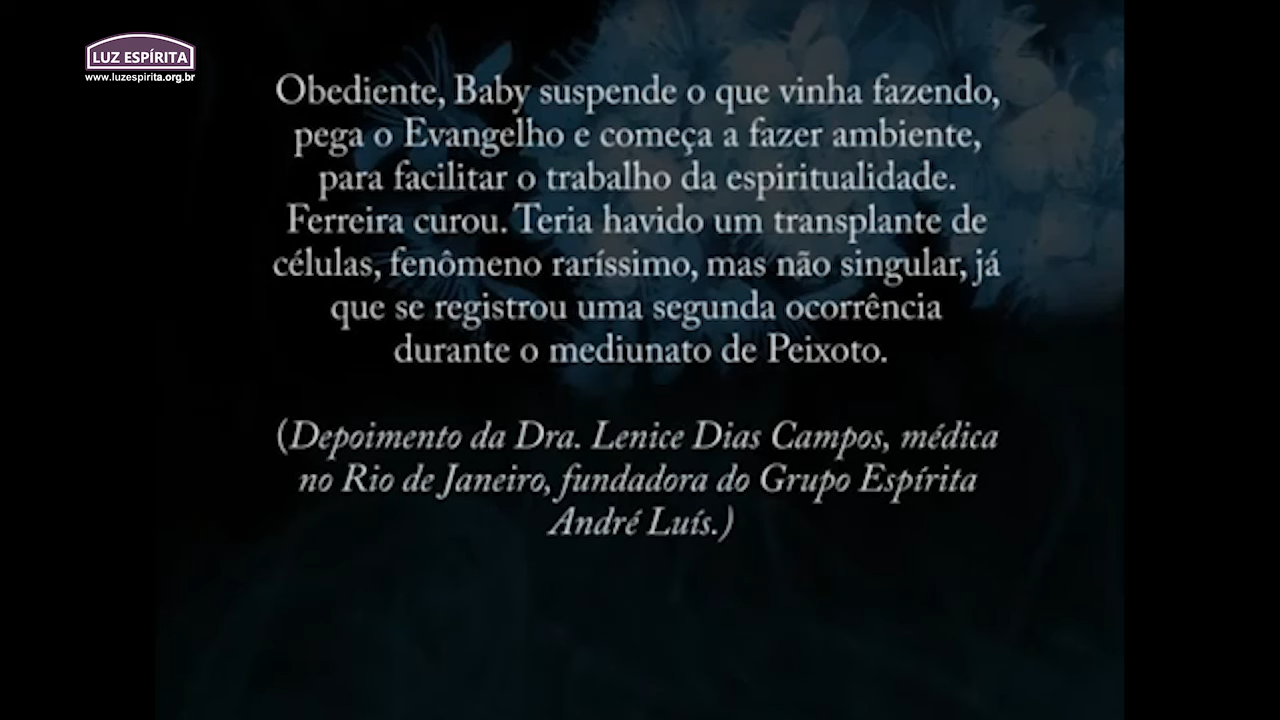 LUZ ESPÍRITA
www.luzespirita.org.br
Obediente, Baby suspende o que vinha fazendo,
pega o Evangelho e começa a fazer ambiente,
para facilitar o trabalho da espiritualidade.
Ferreira curou. Teria havido um transplante de
células, fenômeno raríssimo, mas não singular, já
que se registrou uma segunda ocorrência
durante o mediunato de Peixoto.
(Depoimento da Dra. Lenice Dias Campos, médica
no Rio de Janeiro, fundadora do Grupo Espírita
André Luís.)